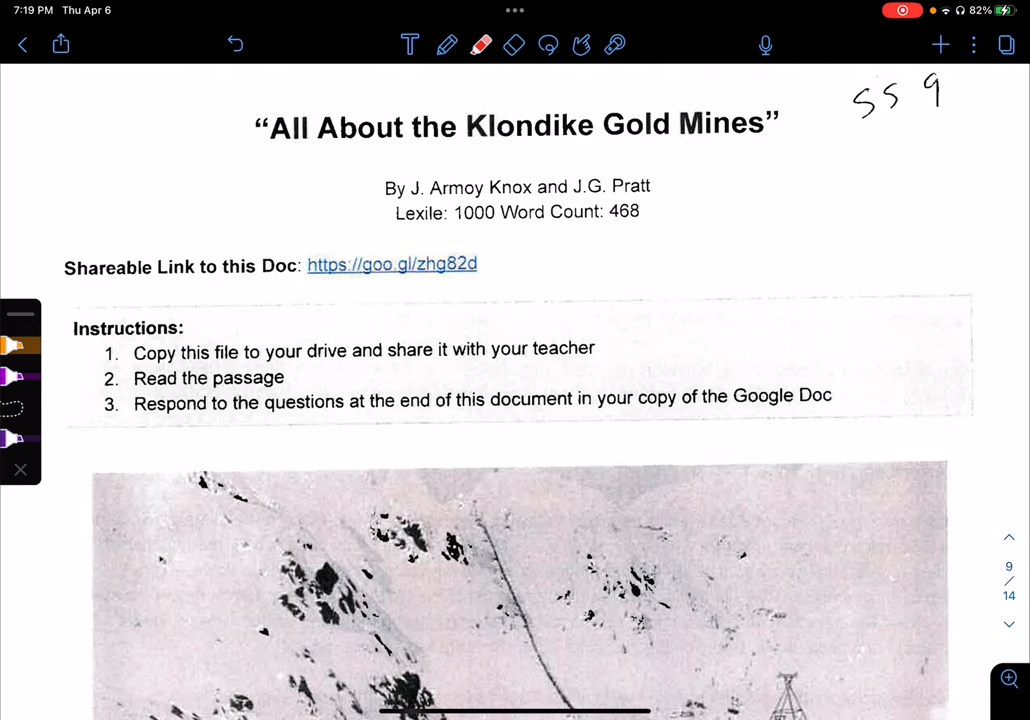 7:19 PM Thu Apr 6
82%
SS 9
“All About the Klondike Gold Mines”
By J. Armoy Knox and J.G. Pratt
Lexile: 1000 Word Count: 468
Shareable Link to this Doc: https://goo.gl/zhg82d
Instructions:
1. Copy this file to your drive and share it with your teacher
2. Read the passage
3. Respond to the questions at the end of this document in your copy of the Google Doc
9
/
14